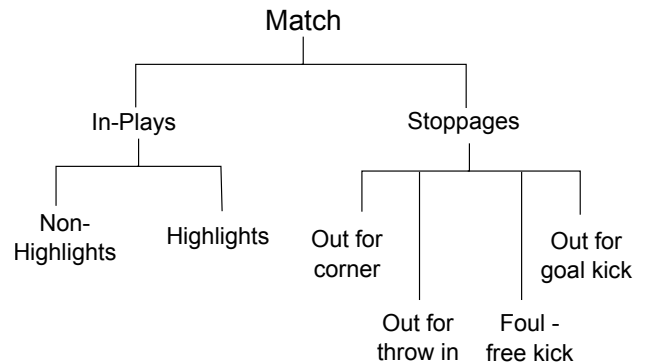 Match
In-Plays
Stoppages
Non-
Highlights
Highlights
Out for
corner
Out for
goal kick
Out for
throw in
Foul -
free kick